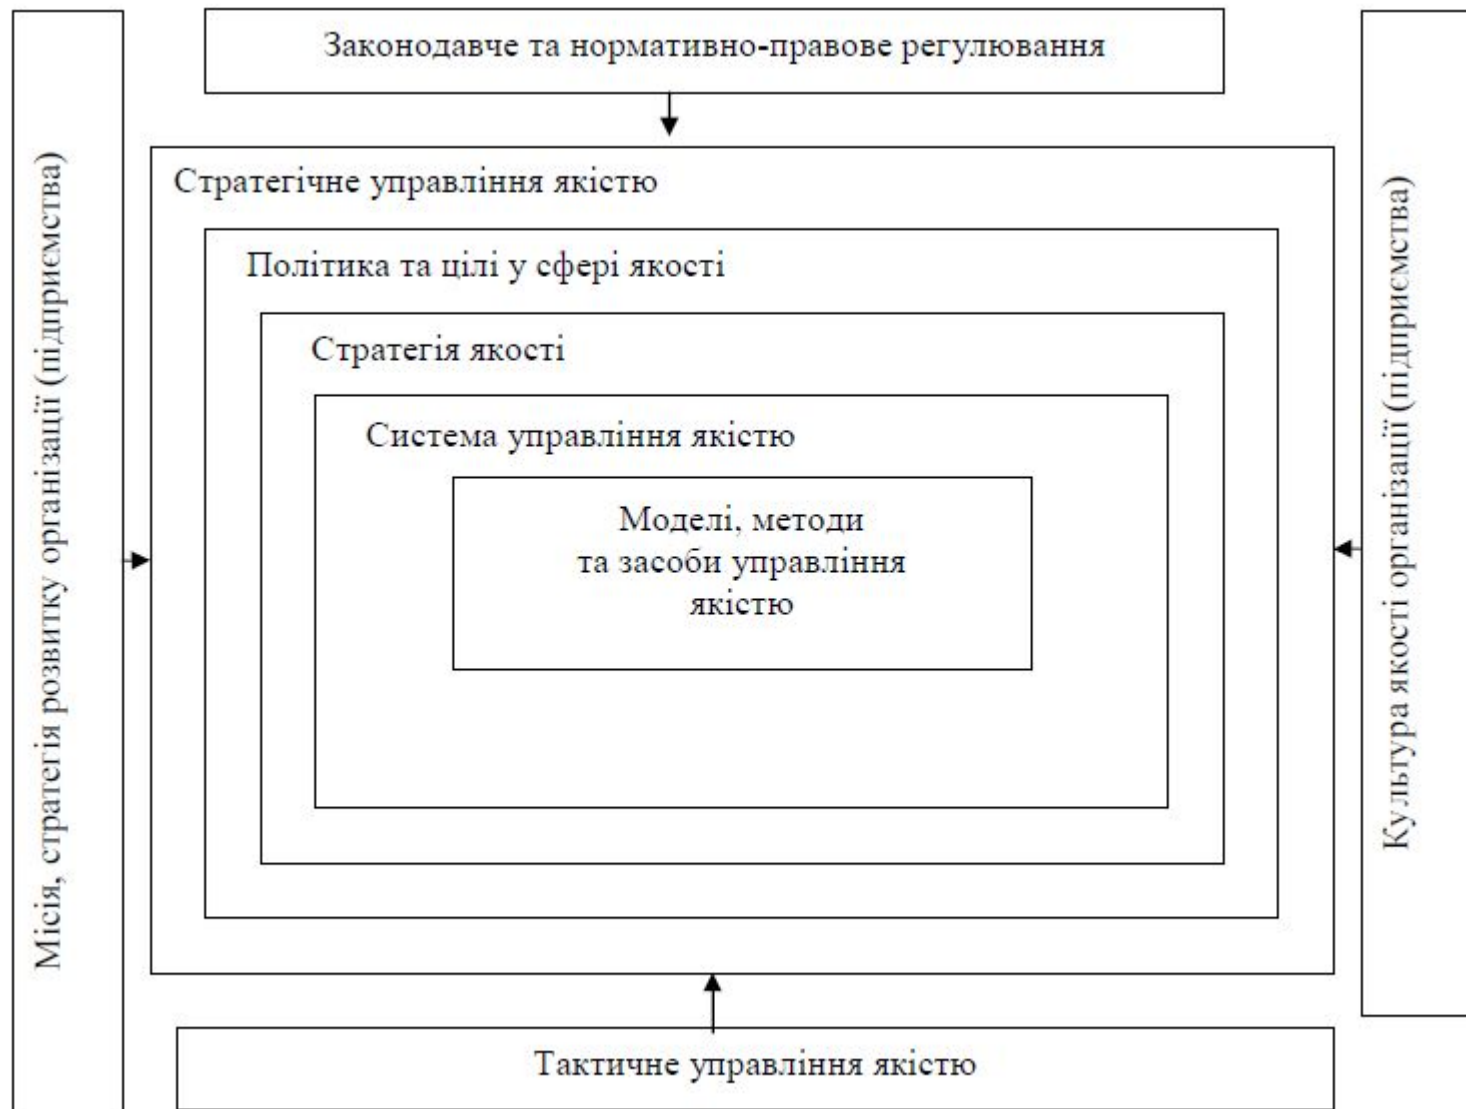 Законодавче та нормативно-правове регулювання
Місія, стратегія розвитку організації (підприємства)
Стратегічне управління якістю
Політика та цілі у сфері якості
Стратегія якості
Система управління якістю
Моделі, методи
та засоби управління
якістю
Культура якості організації (підприємства)
Тактичне управління якістю